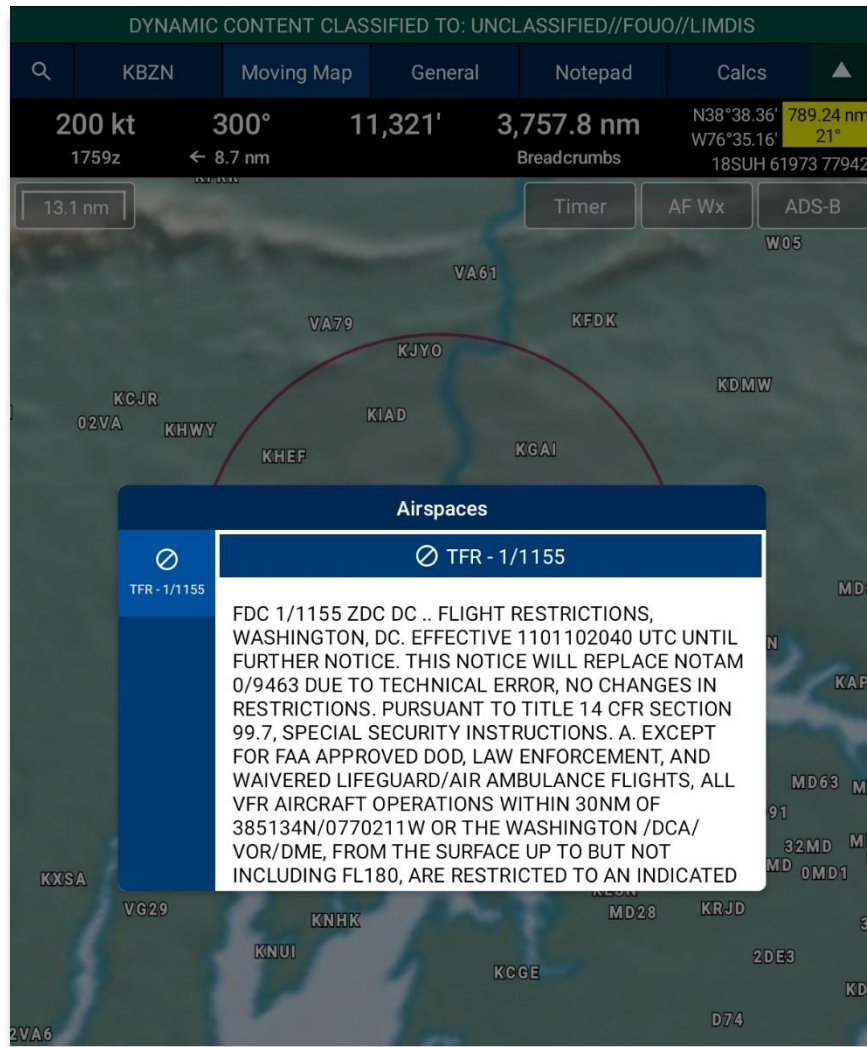 DYNAMIC CONTENT CLASSIFIED TO: UNCLASSIFIED//FOUO//LIMDIS
KBZN Moving Map General Notepad Calcs
200 kt 300° 11,321' 3,757.8 nm N38°38.36' 789.24 nm
W76°35.16' 21°
1759z ← 8.7 nm Breadcrumbs 18SUH 61973 77942
13.1 nm Timer AF Wx ADS-B
W05
VA61
VA79 KFDK
KJYO
KDMW
KCJR
KIAD
02VA KHWY
KGAI
KHEF
Airspaces
TFR - 1/1155
TFR - 1/1155
FDC 1/1155 ZDC DC .. FLIGHT RESTRICTIONS,
WASHINGTON, DC. EFFECTIVE 1101102040 UTC UNTIL
FURTHER NOTICE. THIS NOTICE WILL REPLACE NOTAM
0/9463 DUE TO TECHNICAL ERROR, NO CHANGES IN
RESTRICTIONS. PURSUANT TO TITLE 14 CFR SECTION
99.7, SPECIAL SECURITY INSTRUCTIONS. A. EXCEPT
FOR FAA APPROVED DOD, LAW ENFORCEMENT, AND
WAIVERED LIFEGUARD/AIR AMBULANCE FLIGHTS, ALL
VFR AIRCRAFT OPERATIONS WITHIN 30NM OF
385134N/0770211W OR THE WASHINGTON /DCA/
VOR/DME, FROM THE SURFACE UP TO BUT NOT
INCLUDING FL180, ARE RESTRICTED TO AN INDICATED
MD63
32MD
0MD1
KXSA
VG29 MD28 KRJD
KNHK
KNUI
2DE3
KCGE
D74
2VA6